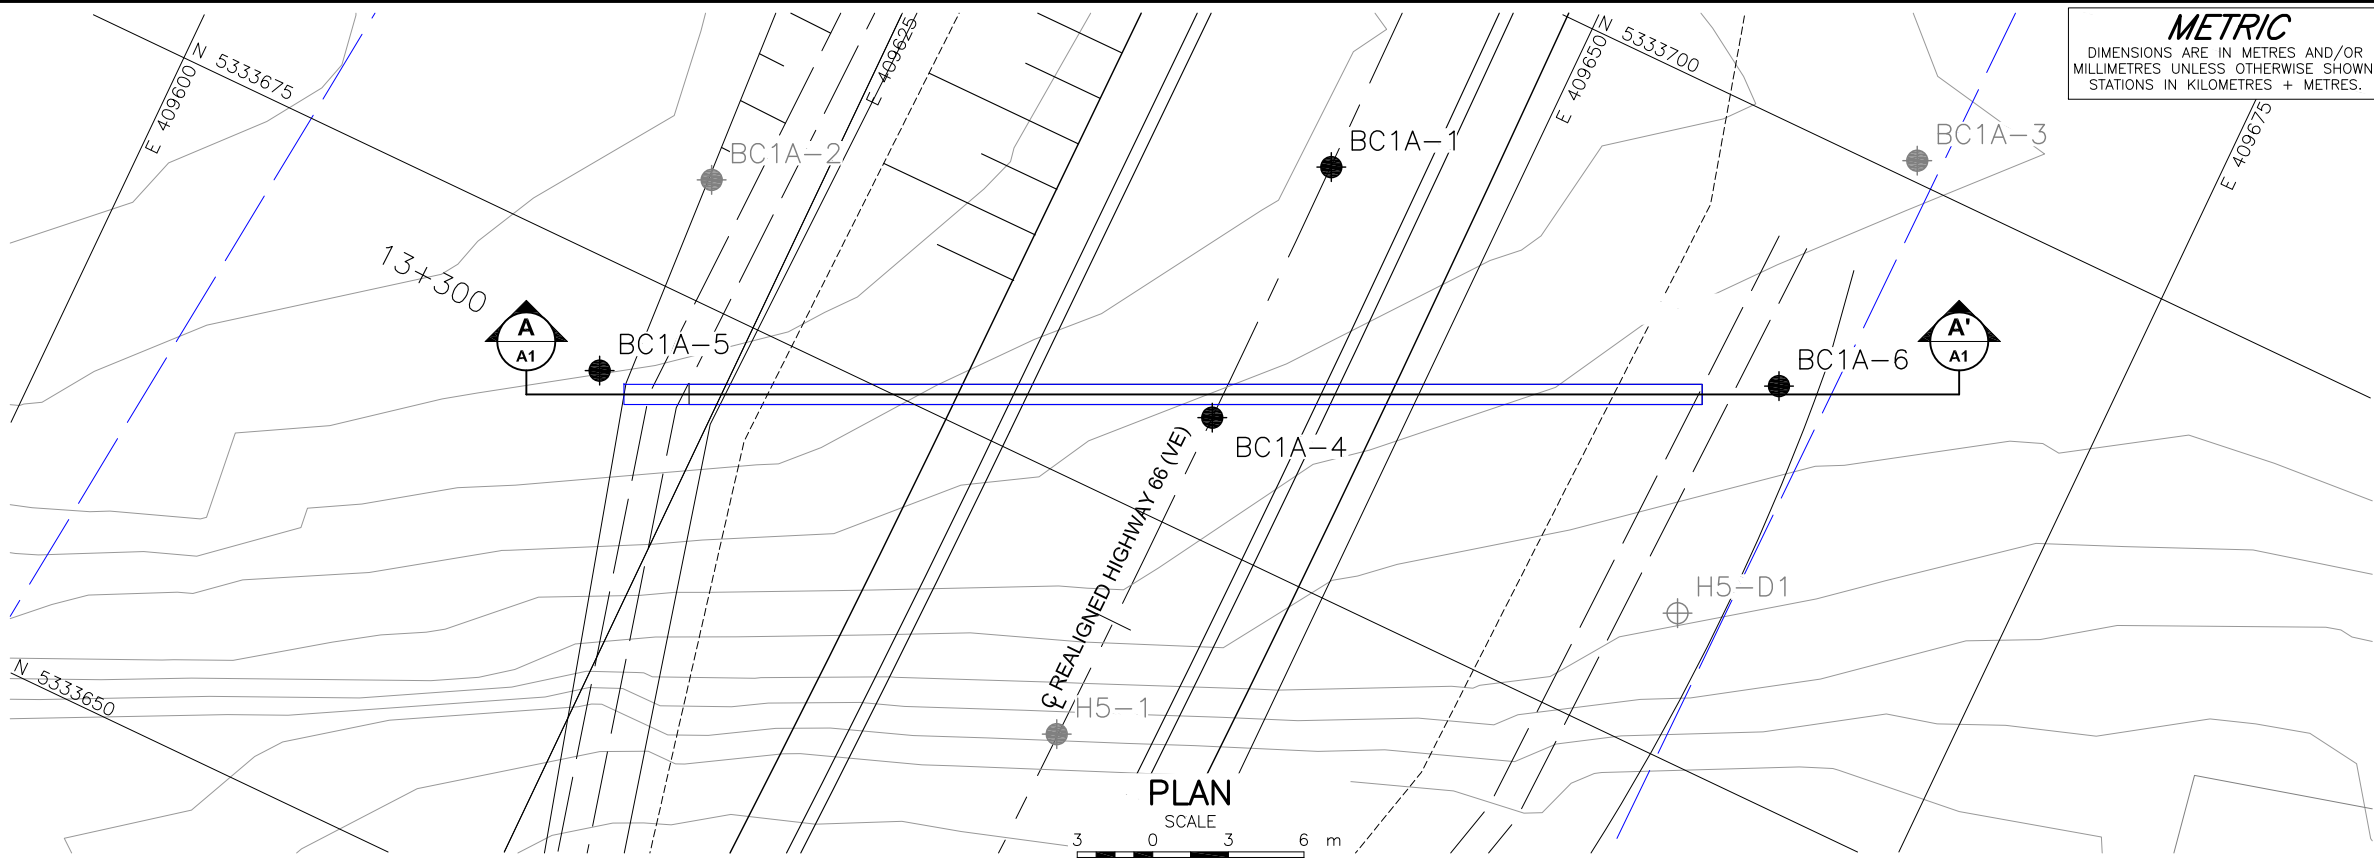 METRIC
DIMENSIONS ARE IN METRES AND/OR
MILLIMETRES UNLESS OTHERWISE SHOWN
STATIONS IN KILOMETRES + METRES.
N 5333675
E 409600
E 409625
E 409650
N 5333700
E 409675
BC1A-2
BC1A-1
BC1A-3
13+300
A
A1
BC1A-5
BC1A-6
A'
A1
BC1A-4
℄ REALIGNED HIGHWAY 66 (VE)
H5-D1
N 5333650
H5-1
PLAN
SCALE
3 0 3 6 m